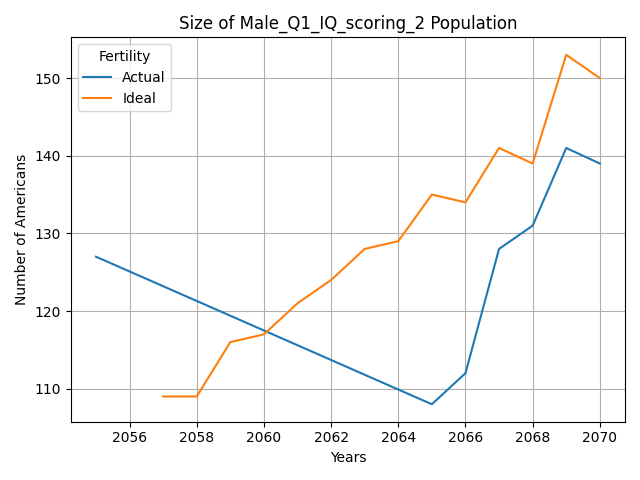 Size of Male_Q1_IQ_scoring_2 Population
Fertility
Actual
Ideal
Number of Americans
150
140
130
120
110
2056 2058 2060 2062 2064 2066 2068 2070
Years